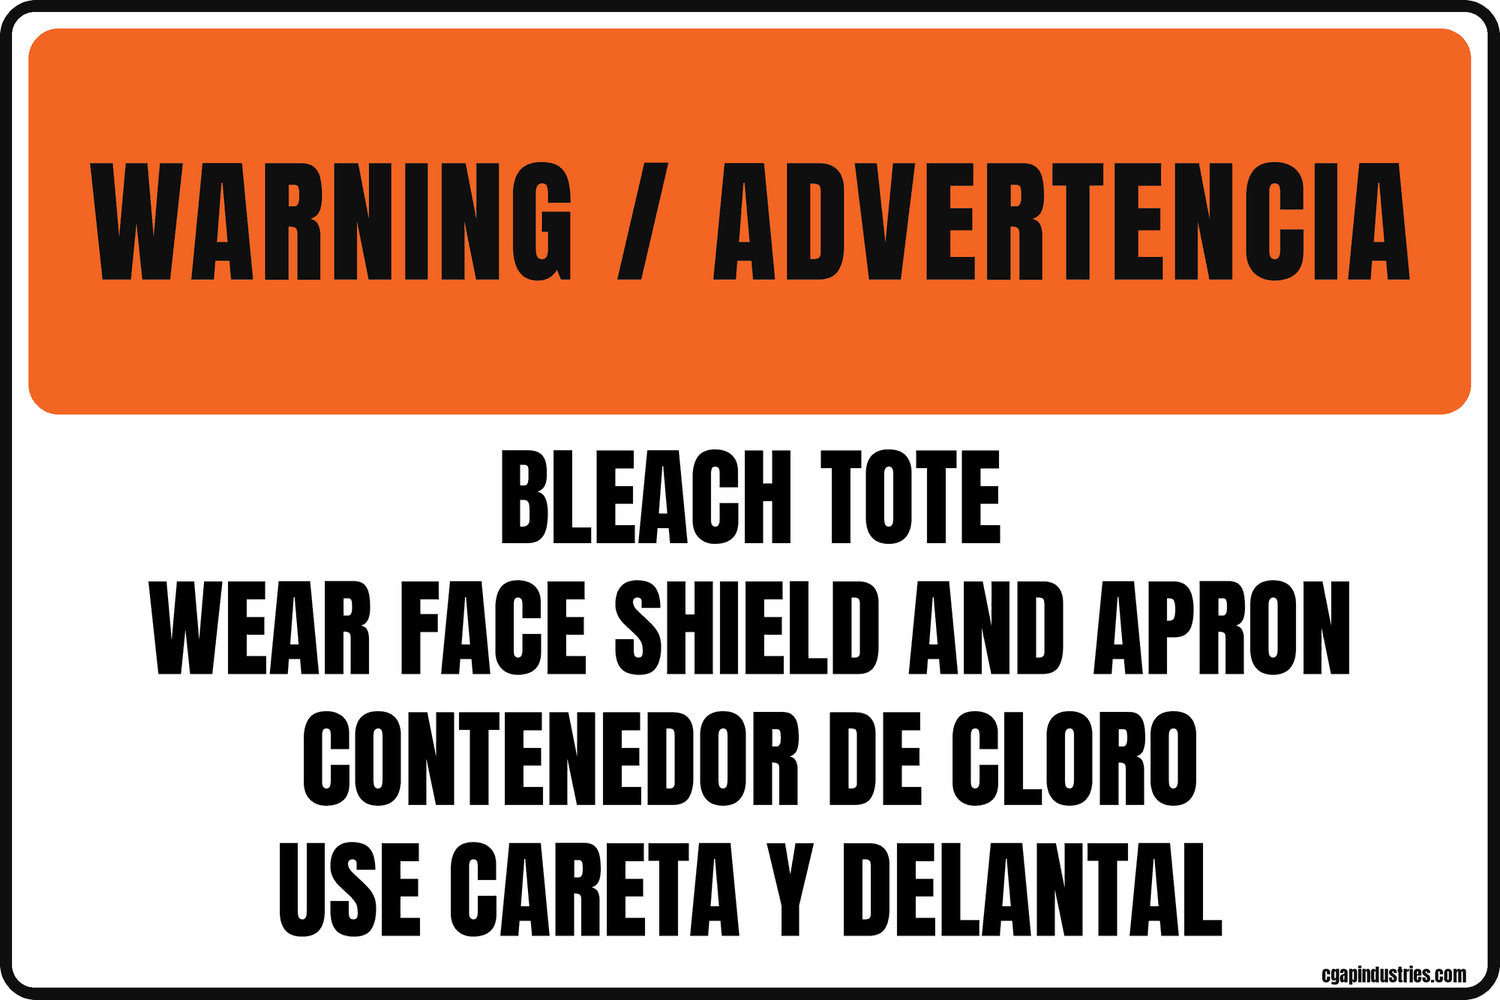 WARNING / ADVERTENCIA
BLEACH TOTE
WEAR FACE SHIELD AND APRON
CONTENEDOR DE CLORO
USE CARETA Y DELANTAL
cgapindustries.com